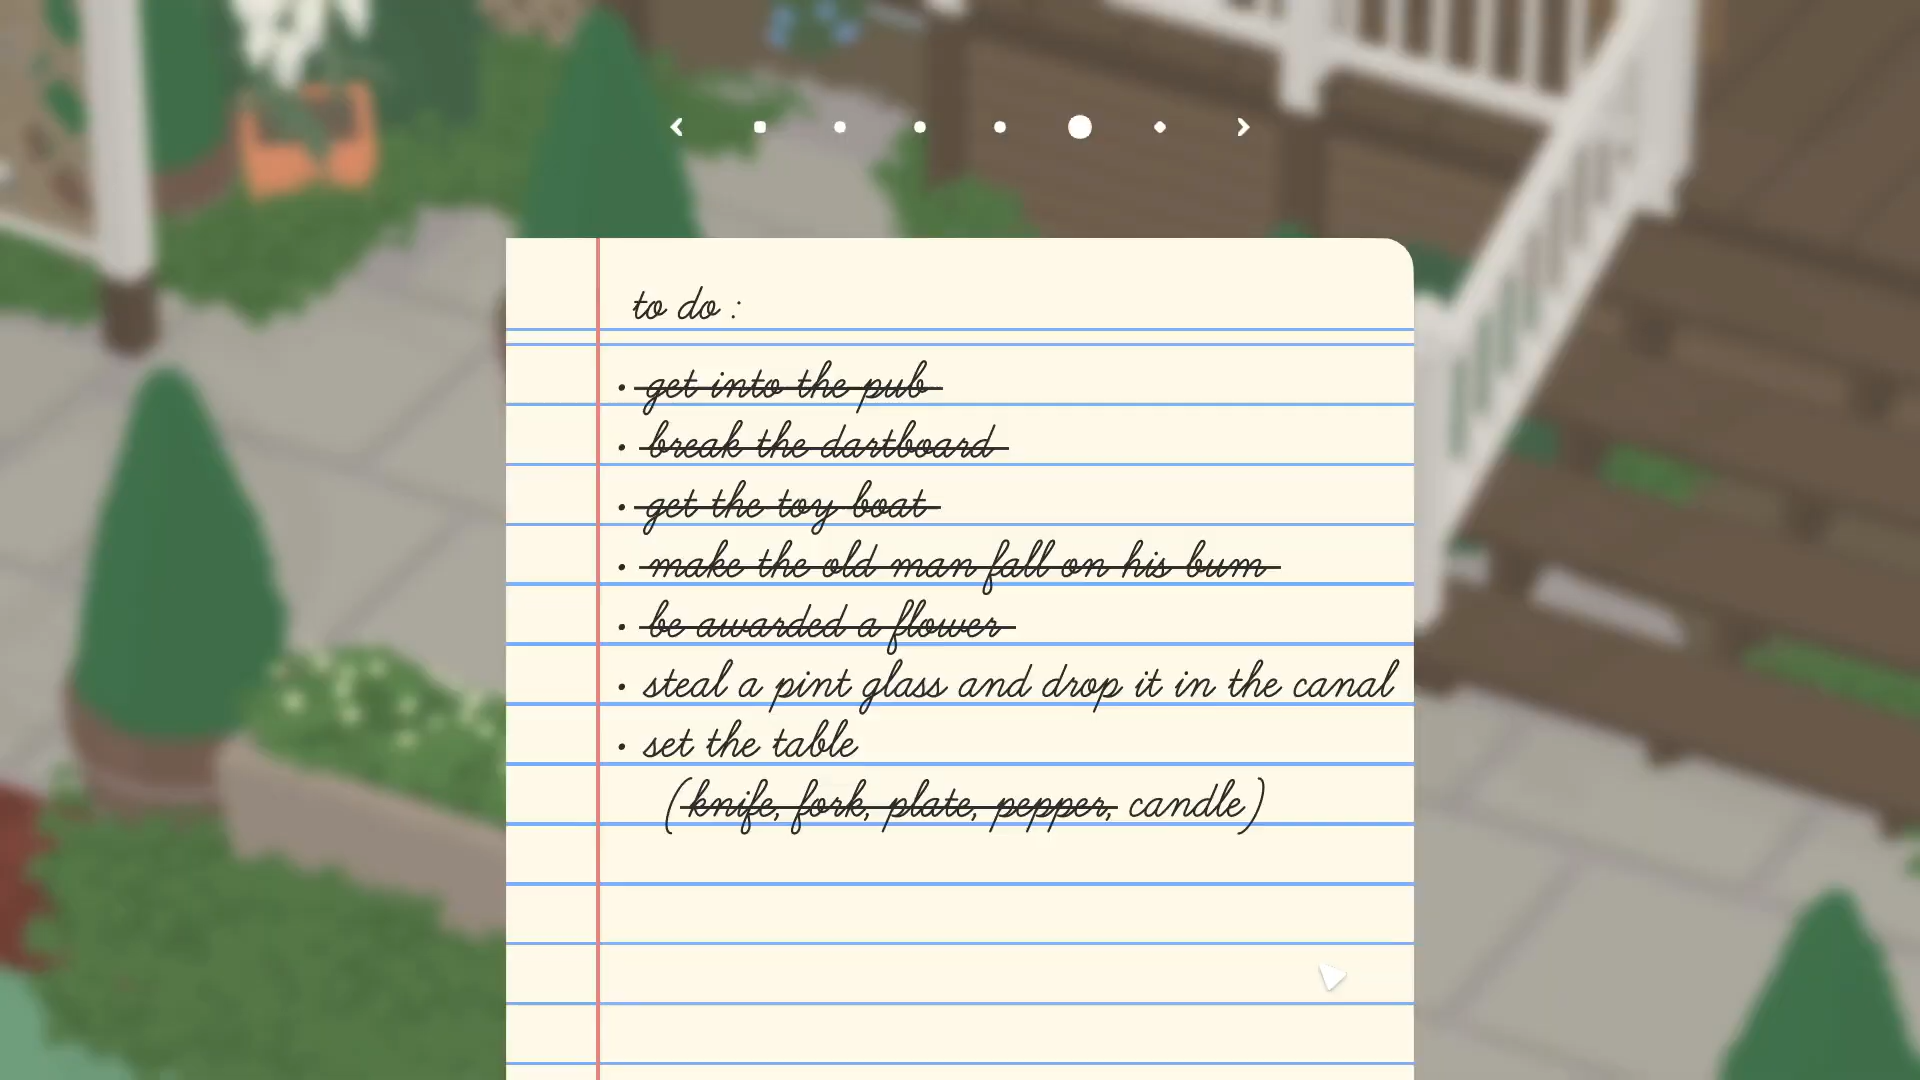 to do :
• get into the pub
• break the dartboard
• get the toy boat
• make the old man fall on his bum
• be awarded a flower
• steal a pint glass and drop it in the canal
• set the table
(knife, fork, plate, pepper, candle)